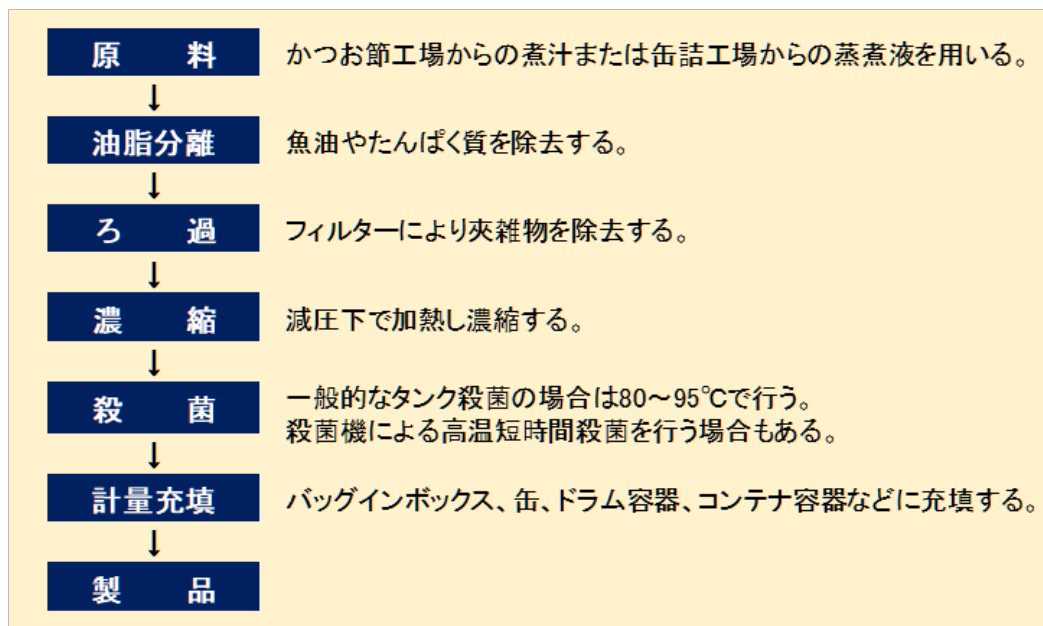 原 料 かつお節工場からの煮汁または缶詰工場からの蒸煮液を用いる。
↓
油脂分離 魚油やたんぱく質を除去する。
↓
ろ 過 フィルターにより夾雑物を除去する。
↓
濃 縮 減圧下で加熱し濃縮する。
↓
殺 菌 一般的なタンク殺菌の場合は80～95℃で行う。
殺菌機による高温短時間殺菌を行う場合もある。
↓
計量充填 バッグインボックス、缶、ドラム容器、コンテナ容器などに充填する。
↓
製 品